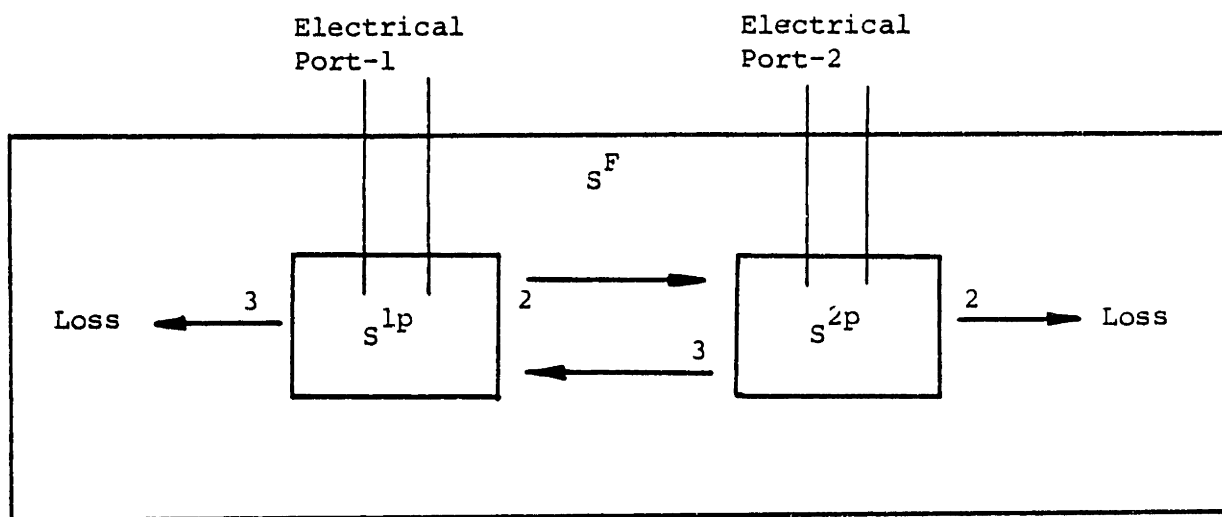 Electrical
Port-1
Electrical
Port-2
S^F
3
2
2
Loss
S^1p
S^2p
Loss
3